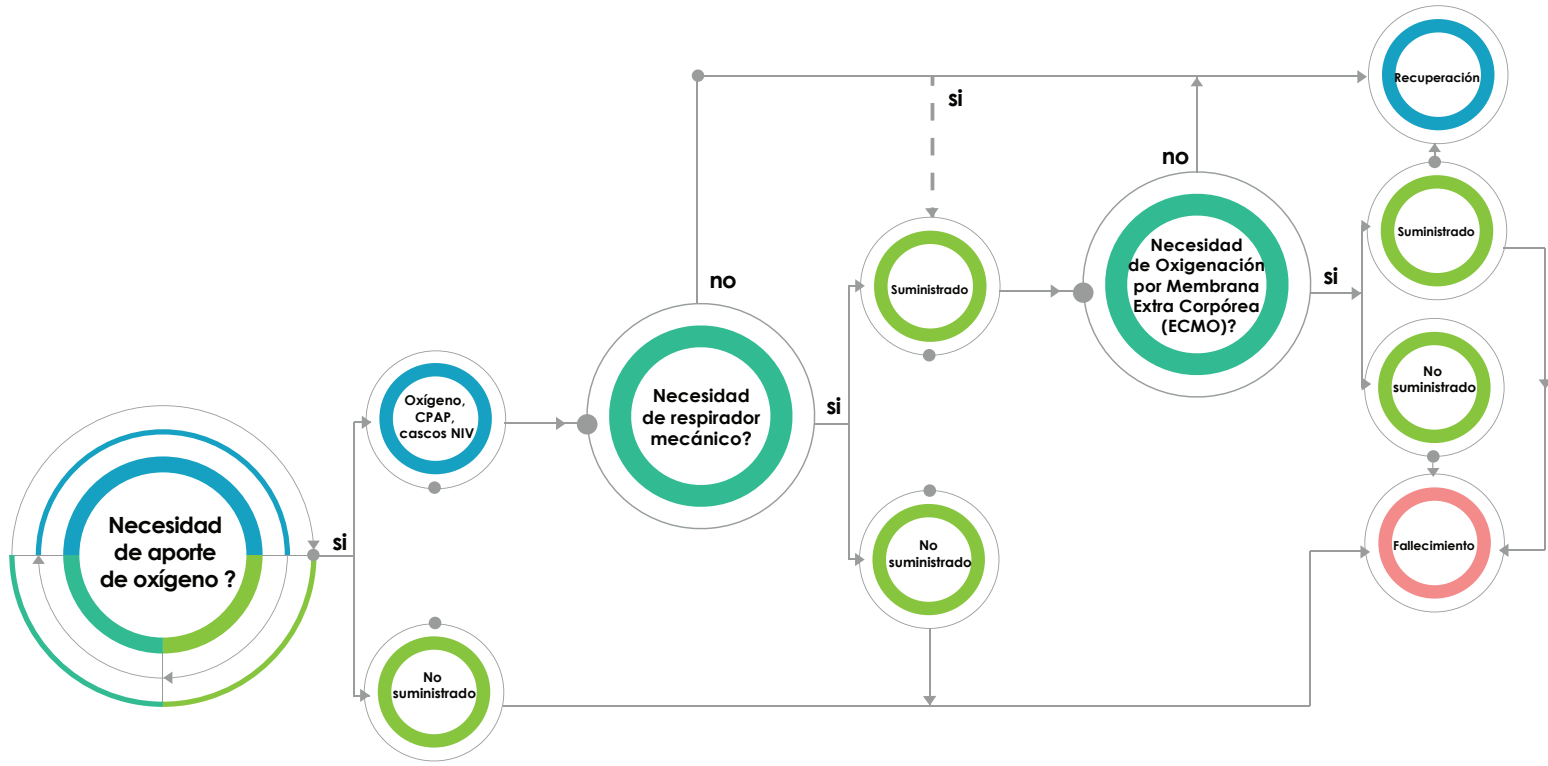 Necesidad
de aporte
de oxígeno ?
si
Oxígeno,
CPAP,
cascos NIV
No
suministrado
Necesidad
de respirador
mecánico?
no
si
si
Suministrado
No
suministrado
Necesidad
de Oxigenación
por Membrana
Extra Corpórea
(ECMO)?
no
si
Recuperación
Suministrado
No
suministrado
Fallecimiento